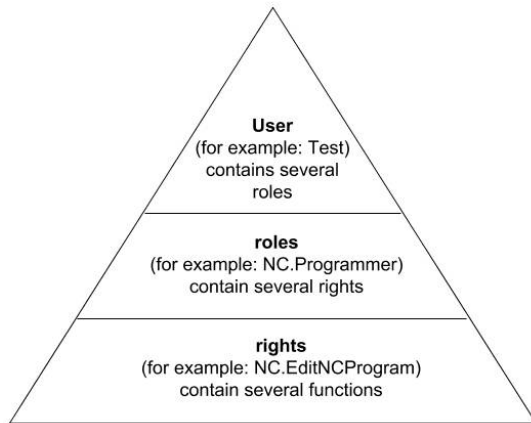 User
(for example: Test)
contains several
roles
roles
(for example: NC.Programmer)
contain several rights
rights
(for example: NC.EditNCProgram)
contain several functions